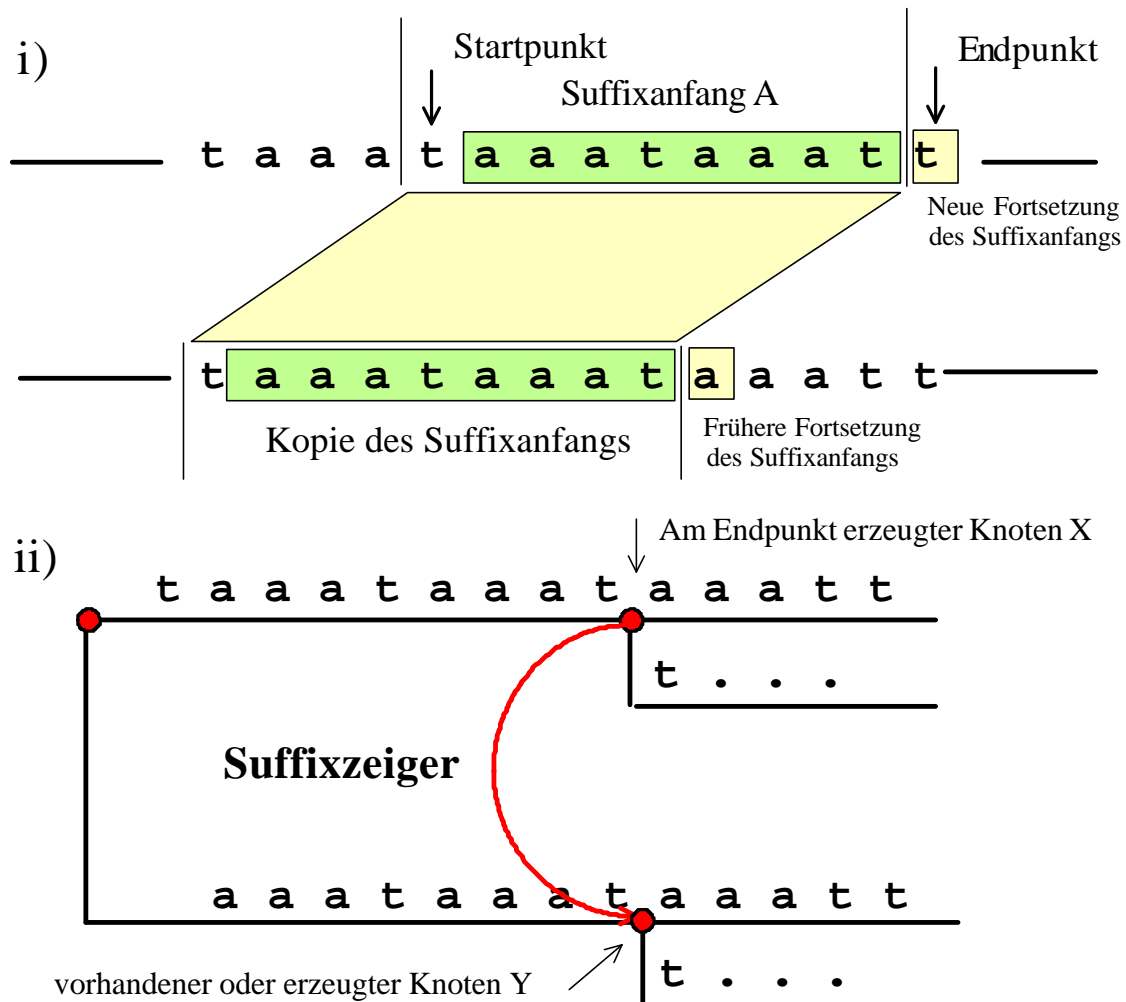 i)
Startpunkt
Endpunkt
Suffixanfang A
t a a a t a a a t a a a t t
Neue Fortsetzung
des Suffixanfangs
t a a a t a a a t a a a t t
Kopie des Suffixanfangs
Frühere Fortsetzung
des Suffixanfangs
ii)
Am Endpunkt erzeugter Knoten X
t a a a t a a a t a a a t t
t . . .
Suffixzeiger
a a a t a a a t a a a t t
vorhandener oder erzeugter Knoten Y
t . . .